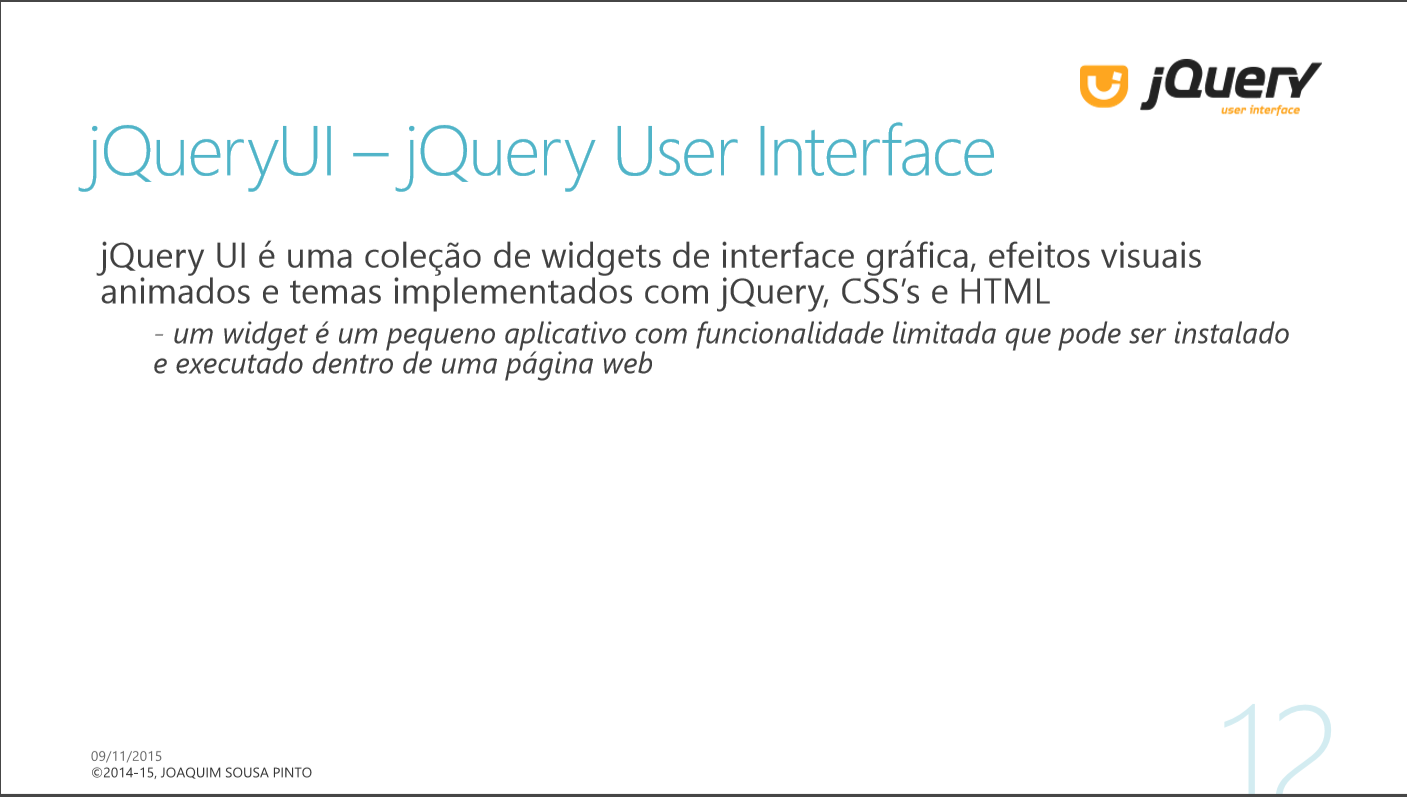 jQuery
user interface
jQueryUI – jQuery User Interface
jQuery UI é uma coleção de widgets de interface gráfica, efeitos visuais
animados e temas implementados com jQuery, CSS’s e HTML
- um widget é um pequeno aplicativo com funcionalidade limitada que pode ser instalado
e executado dentro de uma página web
09/11/2015
©2014-15, JOAQUIM SOUSA PINTO
12